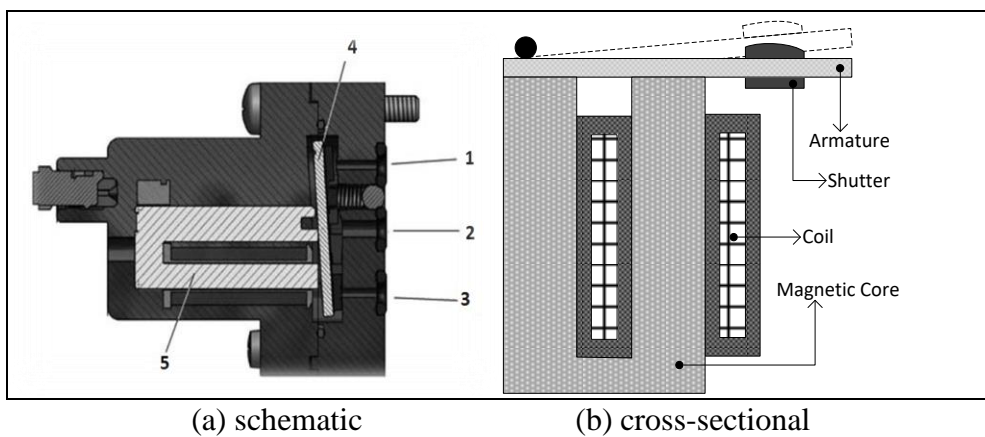 4
1
2
3
5
Armature
Shutter
Coil
Magnetic Core
(a) schematic
(b) cross-sectional